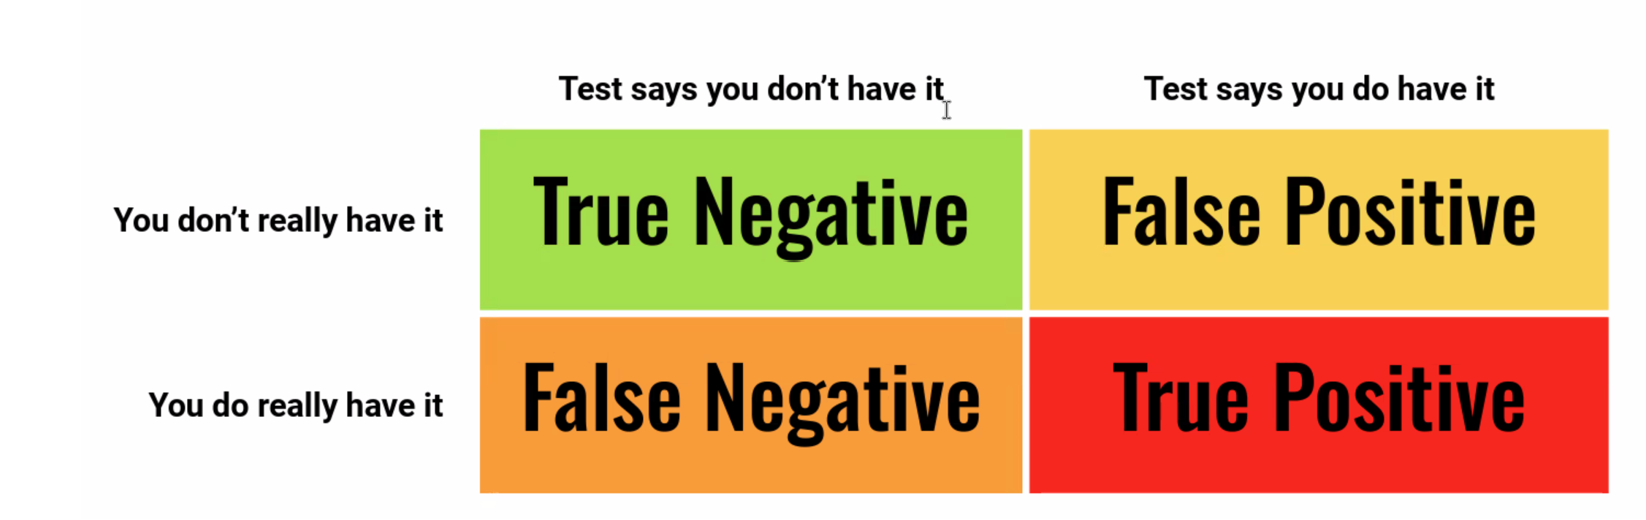 Test says you don’t have it
Test says you do have it
You don’t really have it
True Negative
False Positive
You do really have it
False Negative
True Positive